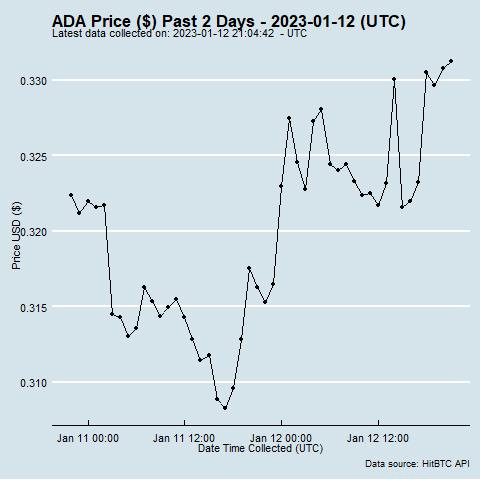 ADA Price ($) Past 2 Days - 2023-01-12 (UTC)
Latest data collected on: 2023-01-12 21:04:42 - UTC
0.330
0.325
0.320
0.315
0.310
Price USD ($)
Jan 11 00:00 Jan 11 12:00 Jan 12 00:00 Jan 12 12:00
Date Time Collected (UTC)
Data source: HitBTC API